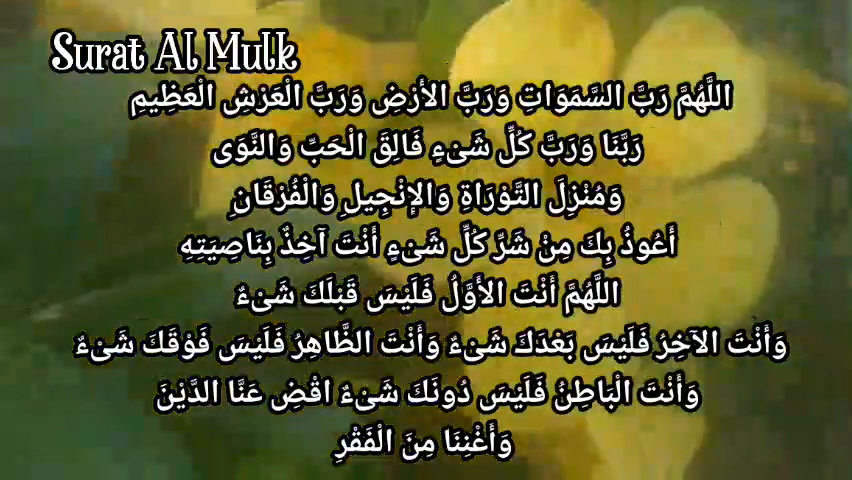 Surat Al Mulk
اللَّهُمَّ رَبَّ السَّمَوَاتِ وَرَبَّ الأَرْضِ وَرَبَّ الْعَرْشِ الْعَظِيمِ
رَبَّنَا وَرَبَّ كُلِّ شَىْءٍ فَالِقَ الْحَبِّ وَالنَّوَى
وَمُنْزِلَ التَّوْرَاةِ وَالإِنْجِيلِ وَالْفُرْقَانِ
أَعُوذُ بِكَ مِنْ شَرِّ كُلِّ شَىْءٍ أَنْتَ آخِذٌ بِنَاصِيَتِهِ
اللَّهُمَّ أَنْتَ الأَوَّلُ فَلَيْسَ قَبْلَكَ شَىْءٌ
وَأَنْتَ الآخِرُ فَلَيْسَ بَعْدَكَ شَىْءٌ وَأَنْتَ الظَّاهِرُ فَلَيْسَ فَوْقَكَ شَىْءٌ
وَأَنْتَ الْبَاطِنُ فَلَيْسَ دُونَكَ شَىْءٌ اقْضِ عَنَّا الدَّيْنَ
وَأَغْنِنَا مِنَ الْفَقْرِ